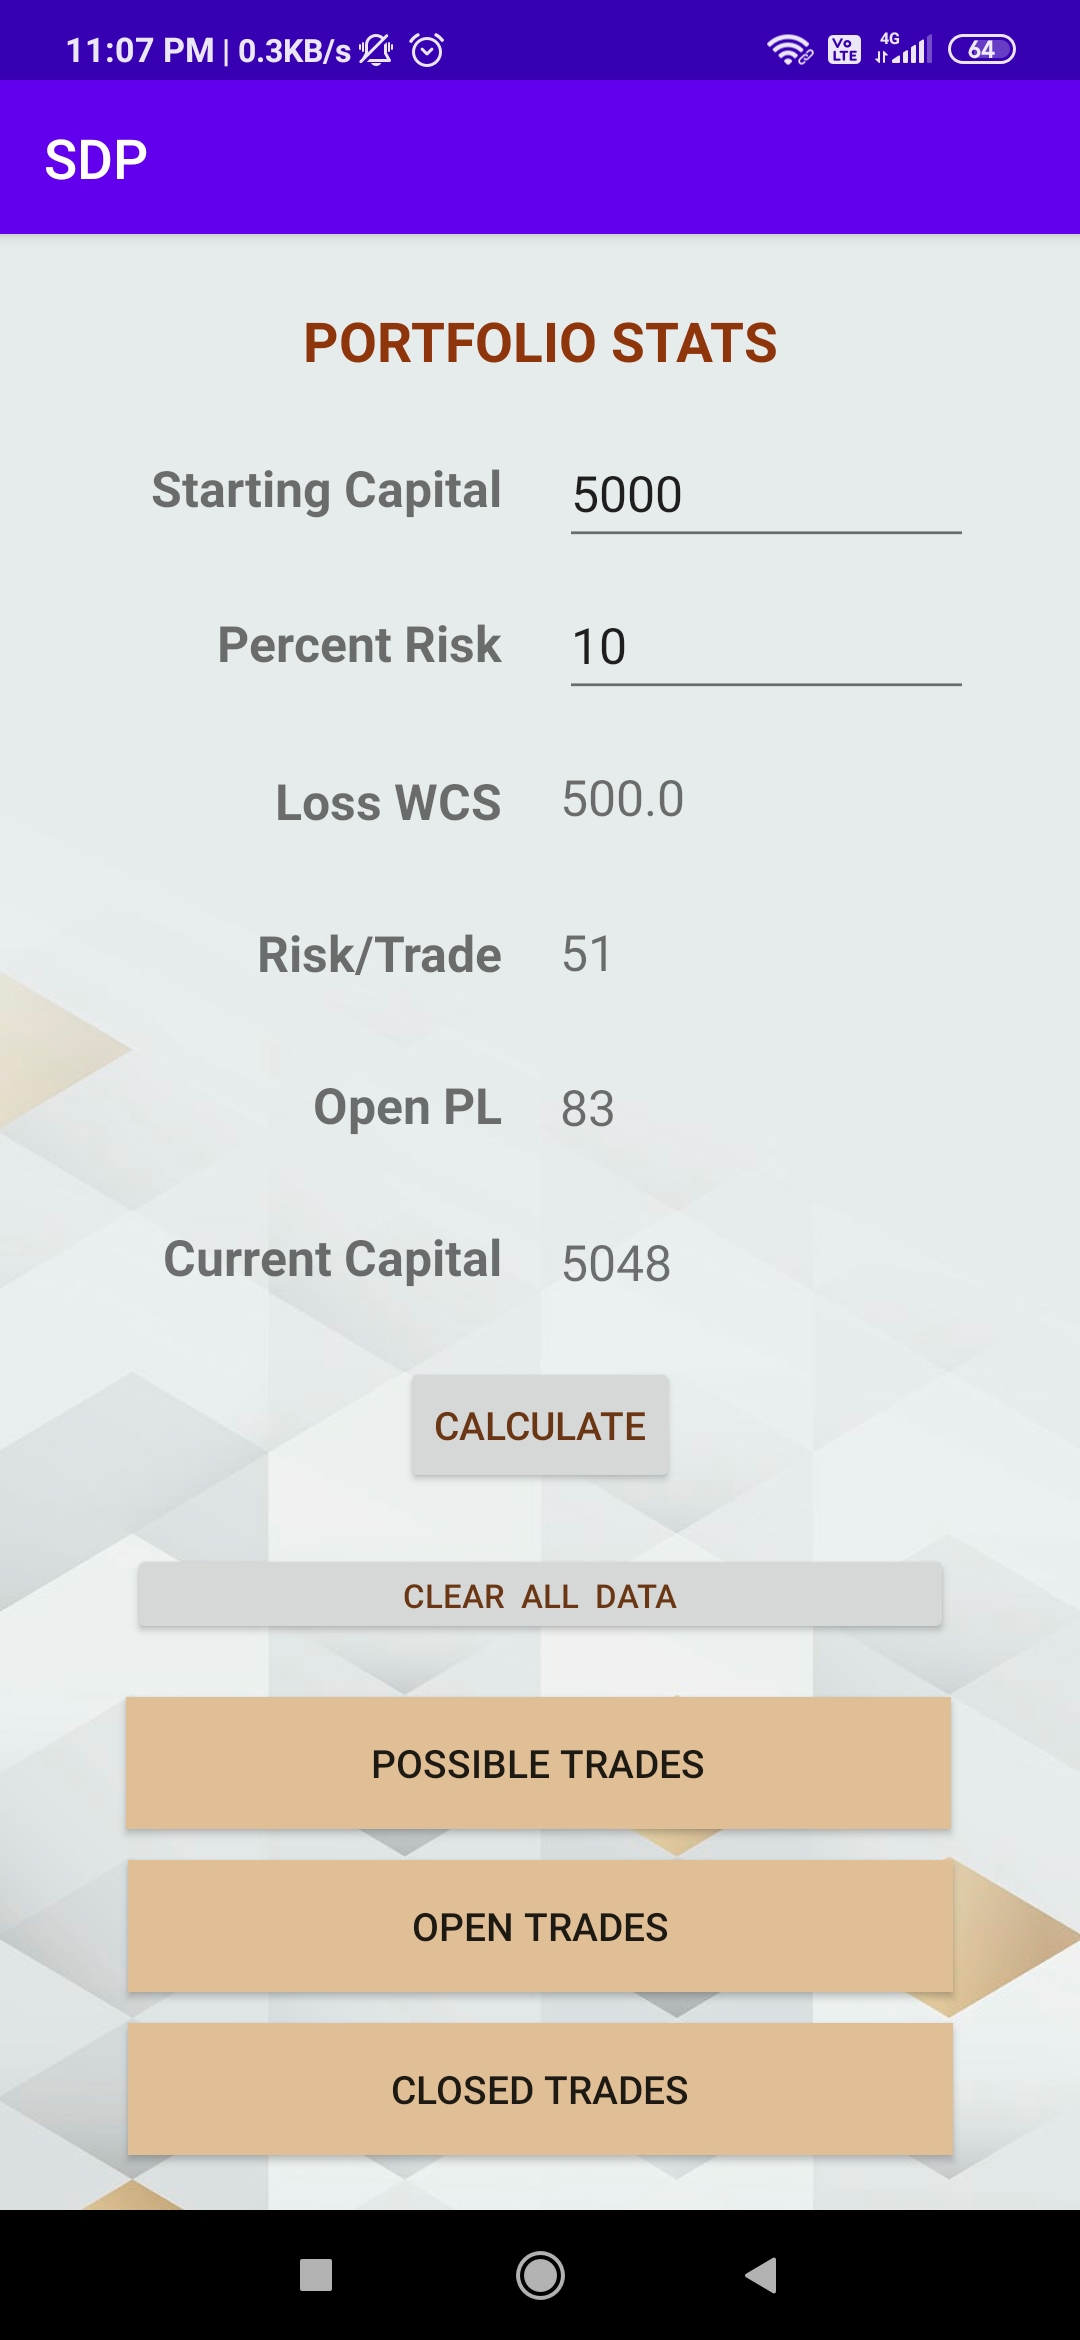 11:07 PM | 0.3KB/s Vo LTE 4G 64
SDP
PORTFOLIO STATS
Starting Capital 5000
Percent Risk 10
Loss WCS 500.0
Risk/Trade 51
Open PL 83
Current Capital 5048
CALCULATE
CLEAR ALL DATA
POSSIBLE TRADES
OPEN TRADES
CLOSED TRADES